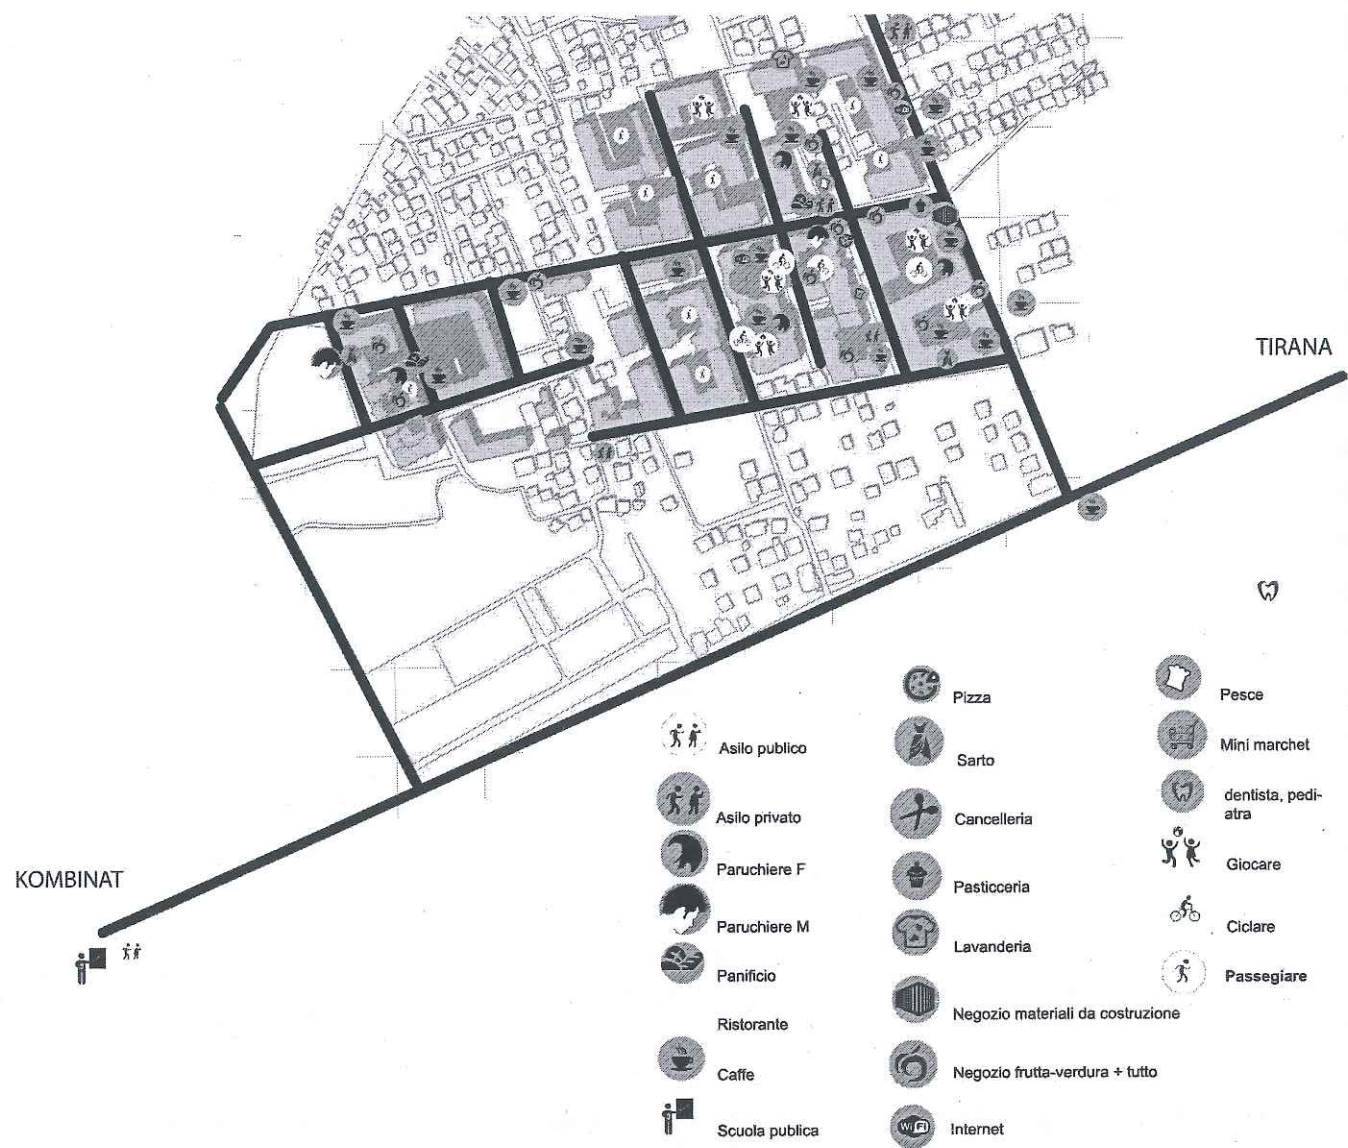 TIRANA
KOMBINAT
Asilo publico
Asilo privato
Paruchiere F
Paruchiere M
Panificio
Ristorante
Caffe
Scuola publica
Pizza
Sarto
Cancelleria
Pasticceria
Lavanderia
Negozio materiali da costruzione
Negozio frutta-verdura + tutto
WiFi
Internet
Pesce
Mini marchet
dentista, pedi-
atra
Giocare
Ciclare
Passegiare